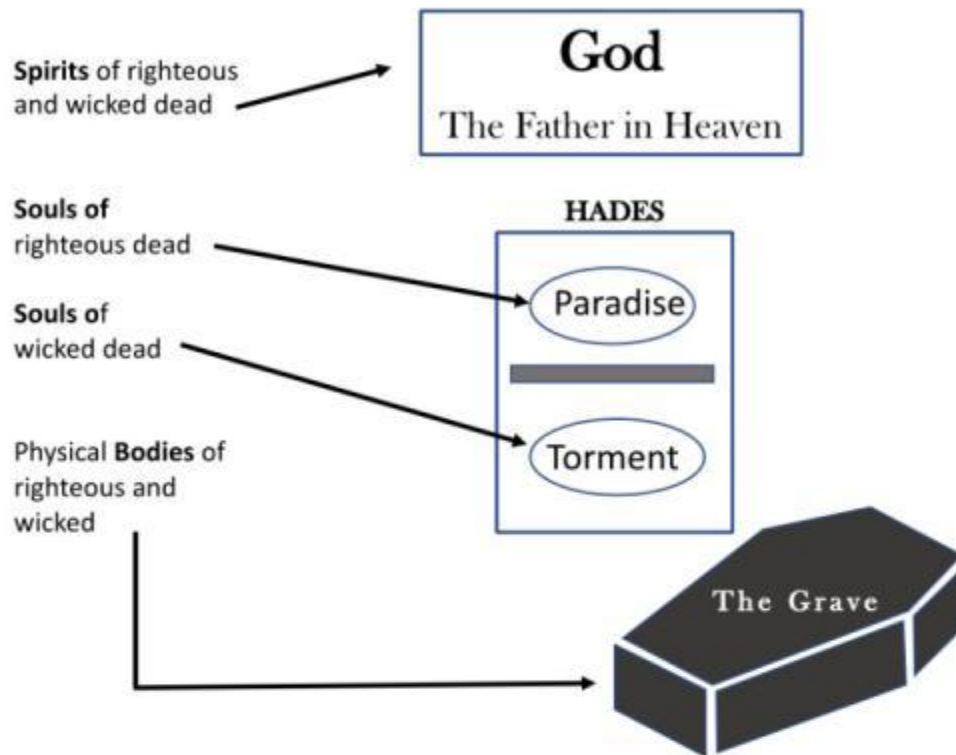 God
The Father in Heaven
Spirits of righteous
and wicked dead
Souls of
righteous dead
HADES
Paradise
Souls of
wicked dead
Torment
Physical Bodies of
righteous and
wicked
The Grave